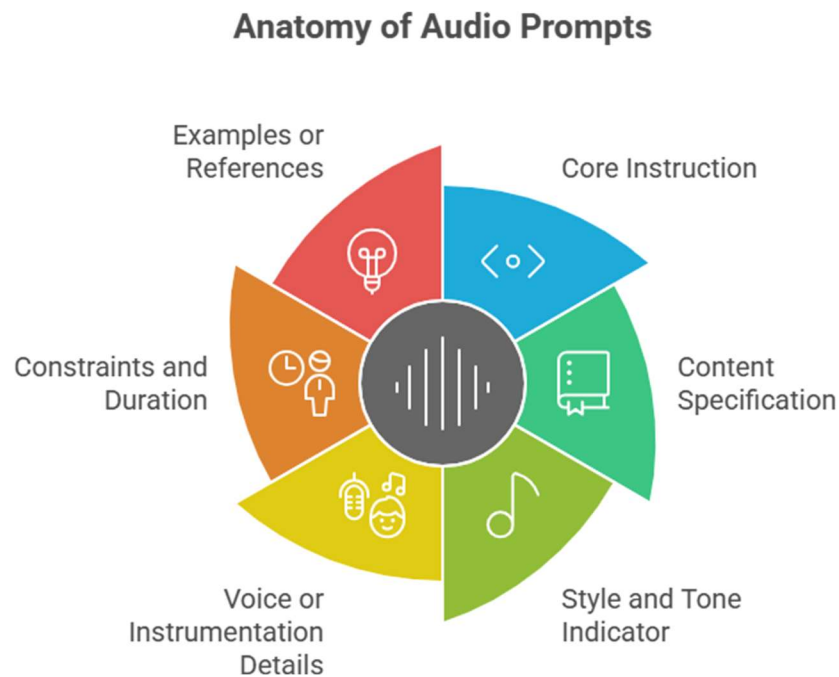 Anatomy of Audio Prompts
Examples or
References
Core Instruction
Constraints and
Duration
Content
Specification
Voice or
Instrumentation
Details
Style and Tone
Indicator